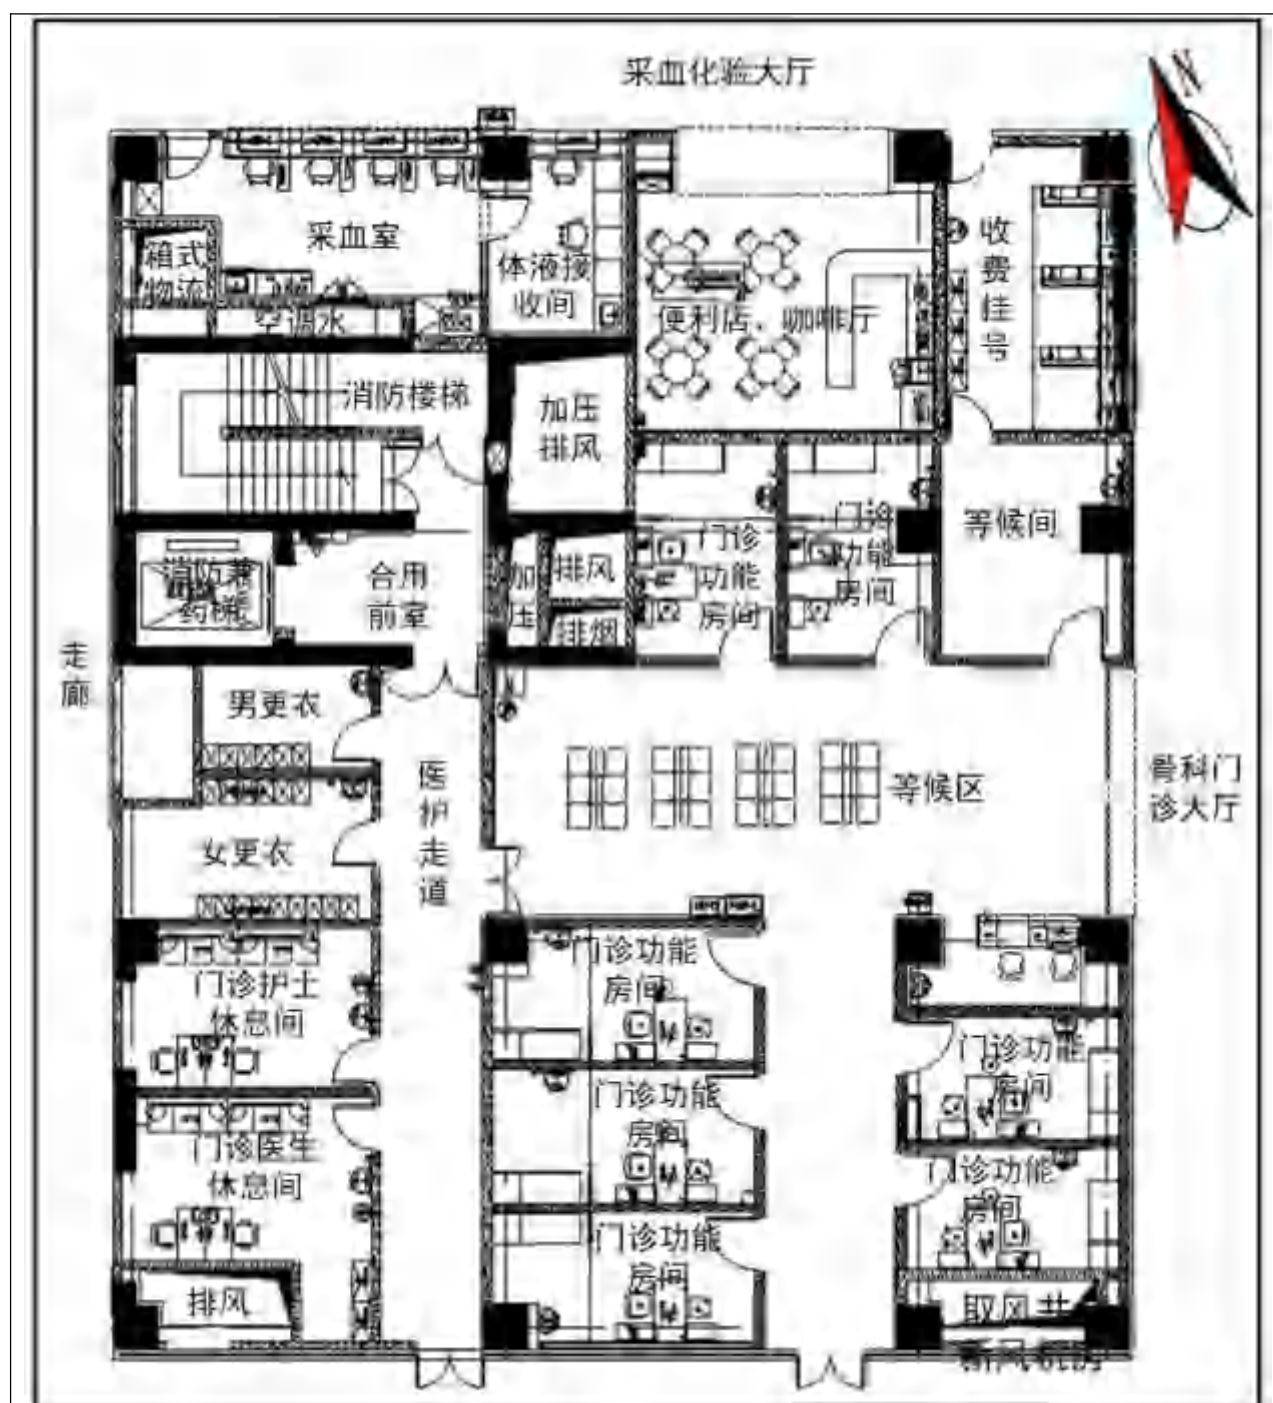 采血化验大厅
N
采血室
箱式
物流
体液接
收间
空调水
便利店、咖啡厅
收
费
挂
号
消防楼梯
加压
排风
门诊
功能
房间
门诊
功能
房间
等候间
消防兼
药梯
合用
前室
加
压
排风
排烟
走
廊
男更衣
医
护
走
道
等候区
骨科门
诊大厅
女更衣
门诊护士
休息间
门诊功能
房间
门诊功能
房间
门诊功能
房间
门诊医生
休息间
门诊功能
房间
门诊功能
房间
排风
取风井